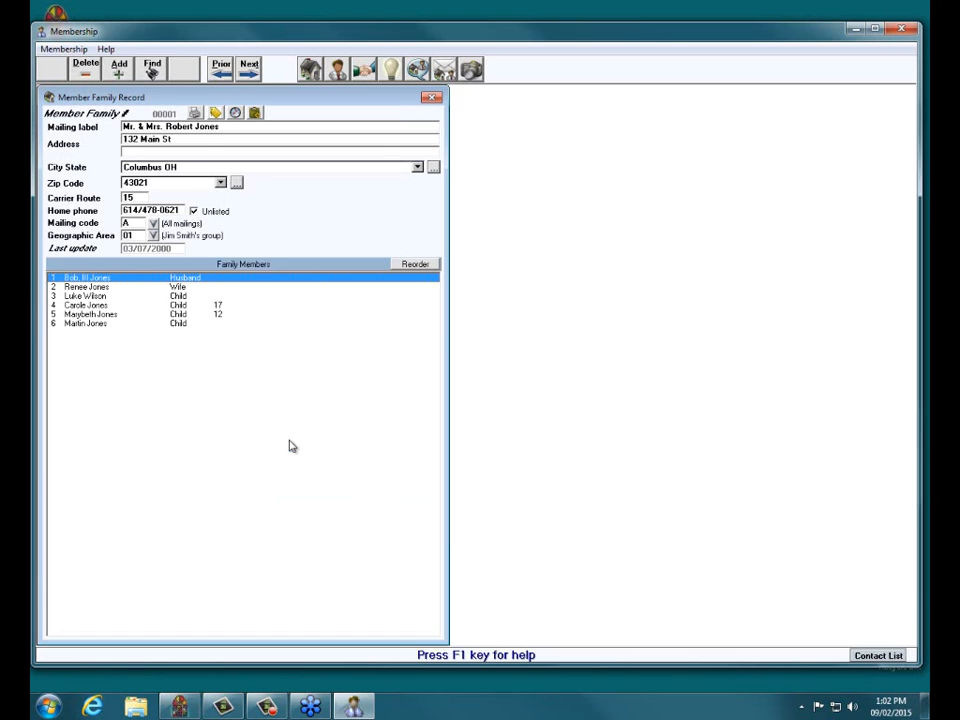 Membership
Membership Help
Delete Add Find Prior Next
Member Family Record
Member Family # 00001
Mailing label Mr. & Mrs. Robert Jones
Address 132 Main St
City State Columbus OH
Zip Code 43021
Carrier Route 15
Home phone 614/478-0621 Unlisted
Mailing code A (All mailings)
Geographic Area 01 (Jim Smith's group)
Last update 03/07/2000
Family Members Reorder
1 Bob, III Jones Husband
2 Renee Jones Wife
3 Luke Wilson Child
4 Carole Jones Child 17
5 Marybeth Jones Child 12
6 Martin Jones Child
Press F1 key for help
Contact List
1:02 PM
09/02/2015